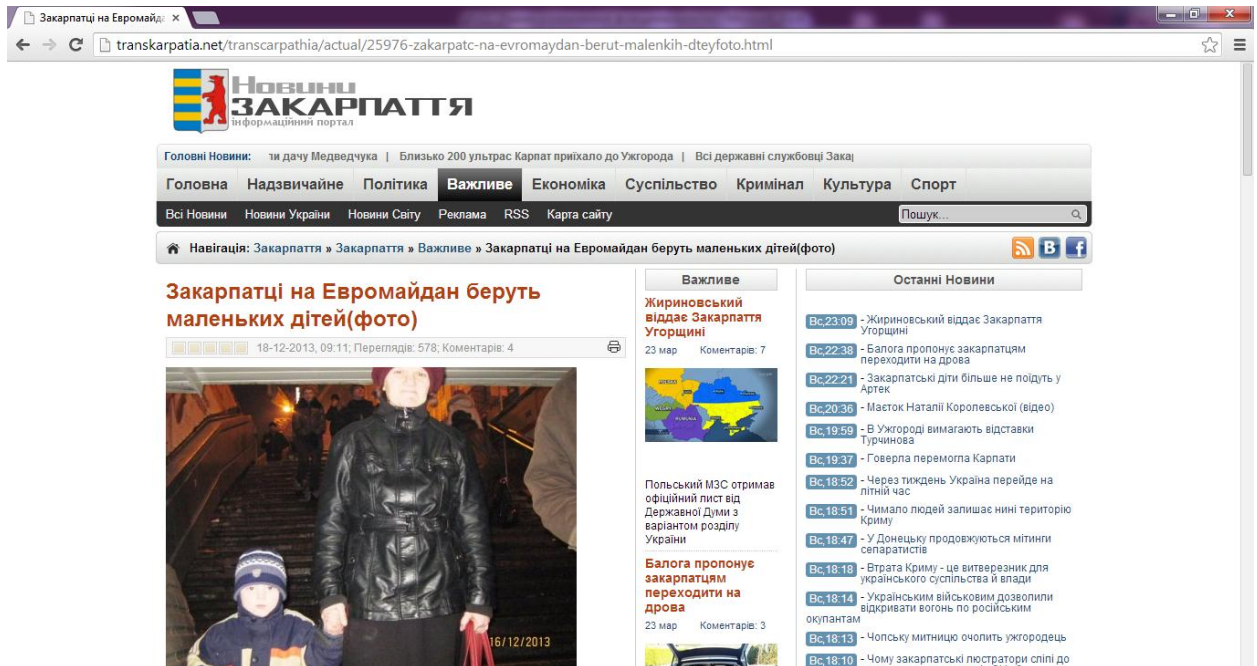 Закарпатці на Евромайда
transkarpatia.net/transcarpathia/actual/25976-zakarpatc-na-evromaydan-berut-malenkih-dteyfoto.html
Новини
ЗАКАРПАТТЯ
інформаційний портал
Головні Новини: ти дачу Медведчука | Близько 200 ультрас Карпат приїхало до Ужгорода | Всі державні службовці Зака
Головна Надзвичайне Політика Важливе Економіка Суспільство Кримінал Культура Спорт
Всі Новини Новини України Новини Світу Реклама RSS Карта сайту Пошук...
Навігація: Закарпаття » Закарпаття » Важливе » Закарпатці на Евромайдан беруть маленьких дітей(фото)
Закарпатці на Евромайдан беруть
маленьких дітей(фото)
18-12-2013, 09:11; Переглядів: 578; Коментарів: 4
16/12/2013
Важливе
Жириновський
віддає Закарпаття
Угорщині
23 мар Коментарів: 7
Польський МЗС отримав
офіційний лист від
Державної Думи з
варіантом розділу
України
Балога пропонує
закарпатцям
переходити на
дрова
23 мар Коментарів: 3
Останні Новини
Вс,23:09 - Жириновський віддає Закарпаття
Угорщині
Вс,22:38 - Балога пропонує закарпатцям
переходити на дрова
Вс,22:21 - Закарпатські діти більше не поїдуть у
Артек
Вс,20:36 - Маєток Наталії Королевської (відео)
Вс,19:59 - В Ужгороді вимагають відставки
Турчинова
Вс,19:37 - Говерла перемогла Карпати
Вс,18:52 - Через тиждень Україна перейде на
літній час
Вс,18:51 - Чимало людей залишає нині територію
Криму
Вс,18:47 - У Донецьку продовжуються мітинги
сепаратистів
Вс,18:18 - Втрата Криму - це витверезник для
українського суспільства й влади
Вс,18:14 - Українським військовим дозволили
відкривати вогонь по російським
окупантам
Вс,18:13 - Чопську митницю очолить ужгородець
Вс,18:10 - Чому закарпатські люстратори сліпі до